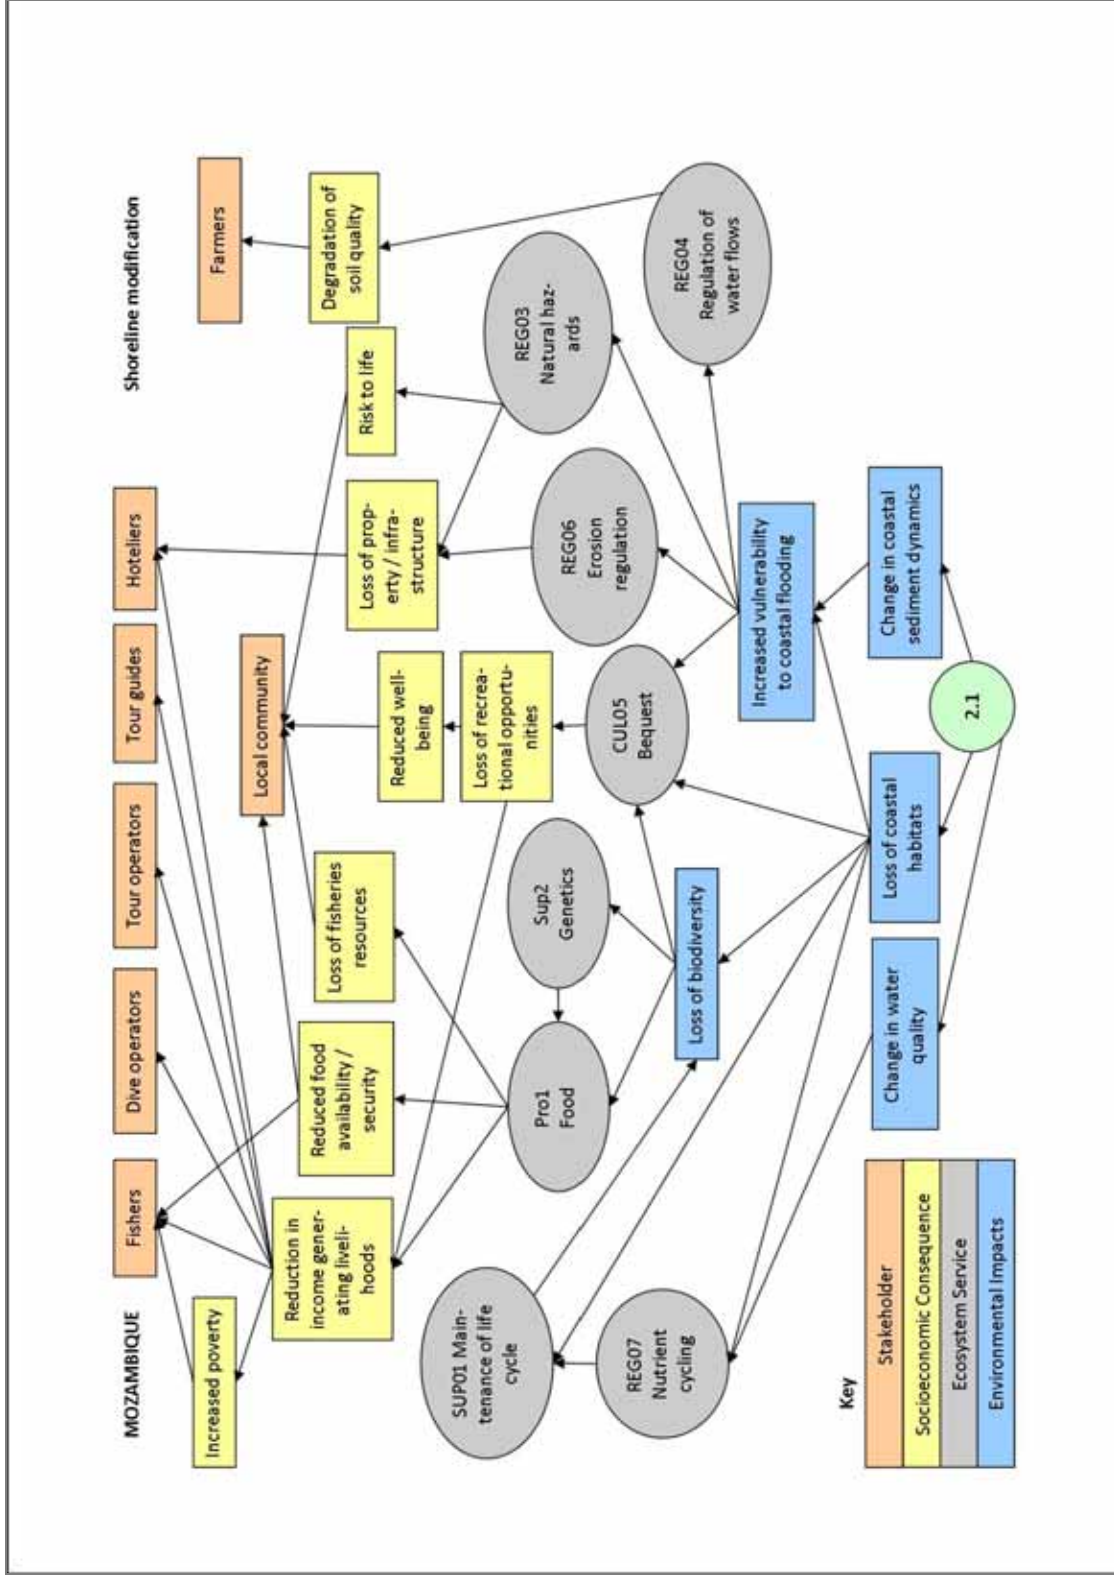 MOZAMBIQUE
Shoreline modification
Fishers
Dive operators
Tour operators
Tour guides
Hoteliers
Farmers
Increased poverty
Local community
Reduction in
income gener-
ating liveli-
hoods
Reduced food
availability /
security
Loss of fisheries
resources
Reduced well-
being
Loss of prop-
erty / infra-
structure
Risk to life
Degradation of
soil quality
Loss of recrea-
tional opportu-
nities
SUP01 Main-
tenance of life
cycle
Pro1
Food
Sup2
Genetics
CUL05
Bequest
REG06
Erosion
regulation
REG03
Natural haz-
ards
REG07
Nutrient
cycling
REG04
Regulation of
water flows
Loss of biodiversity
Increased vulnerability
to coastal flooding
Change in water
quality
Loss of coastal
habitats
Change in coastal
sediment dynamics
2.1
Key
Stakeholder
Socioeconomic Consequence
Ecosystem Service
Environmental Impacts